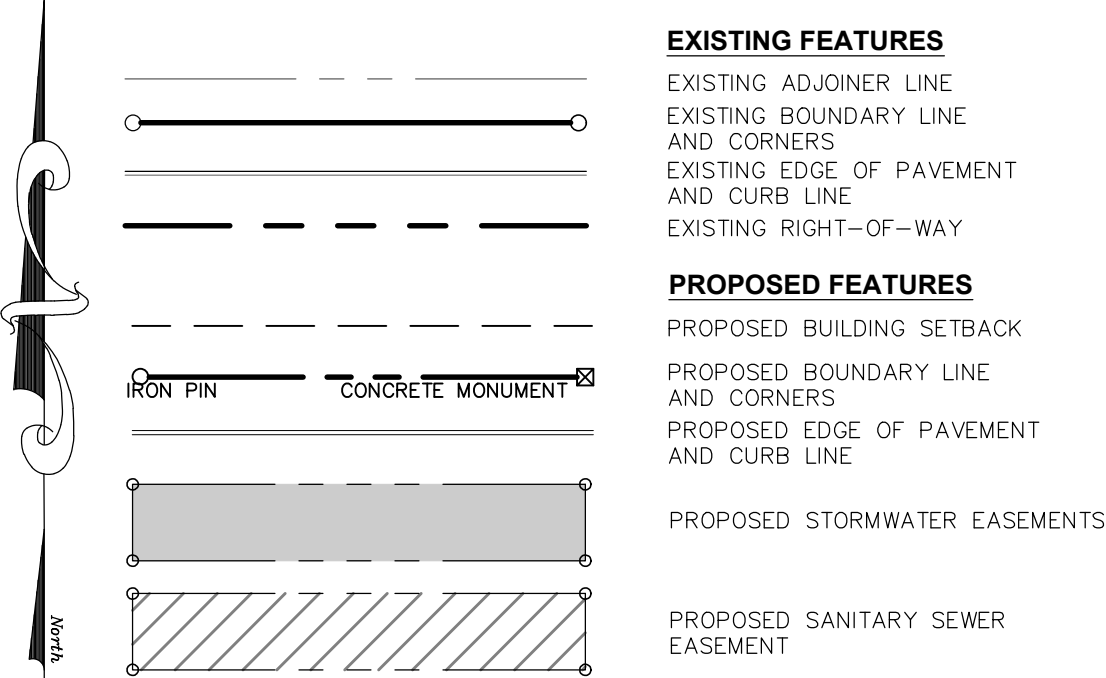 EXISTING FEATURES
EXISTING ADJOINER LINE
EXISTING BOUNDARY LINE
AND CORNERS
EXISTING EDGE OF PAVEMENT
AND CURB LINE
EXISTING RIGHT-OF-WAY
PROPOSED FEATURES
PROPOSED BUILDING SETBACK
IRON PIN
CONCRETE MONUMENT
PROPOSED BOUNDARY LINE
AND CORNERS
PROPOSED EDGE OF PAVEMENT
AND CURB LINE
PROPOSED STORMWATER EASEMENTS
PROPOSED SANITARY SEWER
EASEMENT
North